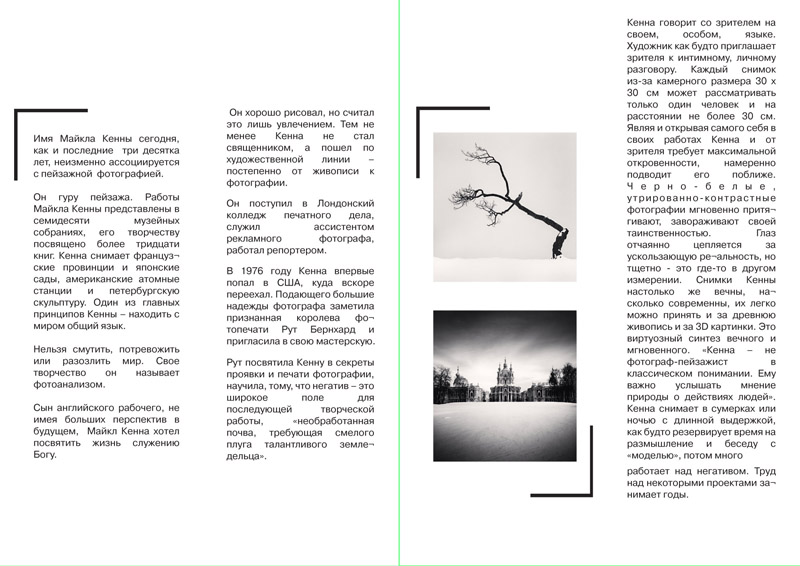 Имя Майкла Кенны сегодня,
как и последние три десятка
лет, неизменно ассоциируется
с пейзажной фотографией.
Он гуру пейзажа. Работы
Майкла Кенны представлены в
семидесяти музейных
собраниях, его творчеству
посвящено более тридцати
книг. Кенна снимает француз¬
ские провинции и японские
сады, американские атомные
станции и петербургскую
скульптуру. Один из главных
принципов Кенны – находить с
миром общий язык.
Нельзя смутить, потревожить
или разозлить мир. Свое
творчество он называет
фотоанализом.
Сын английского рабочего, не
имея больших перспектив в
будущем, Майкл Кенна хотел
посвятить жизнь служению
Богу.
Он хорошо рисовал, но считал
это лишь увлечением. Тем не
менее Кенна не стал
священником, а пошел по
художественной линии –
постепенно от живописи к
фотографии.
Он поступил в Лондонский
колледж печатного дела,
служил ассистентом
рекламного фотографа,
работал репортером.
В 1976 году Кенна впервые
попал в США, куда вскоре
переехал. Подающего большие
надежды фотографа заметила
признанная королева фо¬
топечати Рут Бернхард и
пригласила в свою мастерскую.
Рут посвятила Кенну в секреты
проявки и печати фотографии,
научила, тому, что негатив – это
широкое поле для
последующей творческой
работы, «необработанная
почва, требующая смелого
плуга талантливого земле¬
дельца».
Кенна говорит со зрителем на
своем, особом, языке.
Художник как будто приглашает
зрителя к интимному, личному
разговору. Каждый снимок
из-за камерного размера 30 х
30 см может рассматривать
только один человек и на
расстоянии не более 30 см.
Являя и открывая самого себя в
своих работах Кенна и от
зрителя требует максимальной
откровенности, намеренно
подводит его поближе.
Черно-белые,
утрированно-контрастные
фотографии мгновенно притя¬
гивают, завораживают своей
таинственностью. Глаз
отчаянно цепляется за
ускользающую ре¬альность, но
тщетно - это где-то в другом
измерении. Снимки Кенны
настолько же вечны, на¬
сколько современны, их легко
можно принять и за древнюю
живопись и за 3D картинки. Это
виртуозный синтез вечного и
мгновенного. «Кенна – не
фотограф-пейзажист в
классическом понимании. Ему
важно услышать мнение
природы о действиях людей».
Кенна снимает в сумерках или
ночью с длинной выдержкой,
как будто резервирует время на
размышление и беседу с
«моделью», потом много
работает над негативом. Труд
над некоторыми проектами за¬
нимает годы.